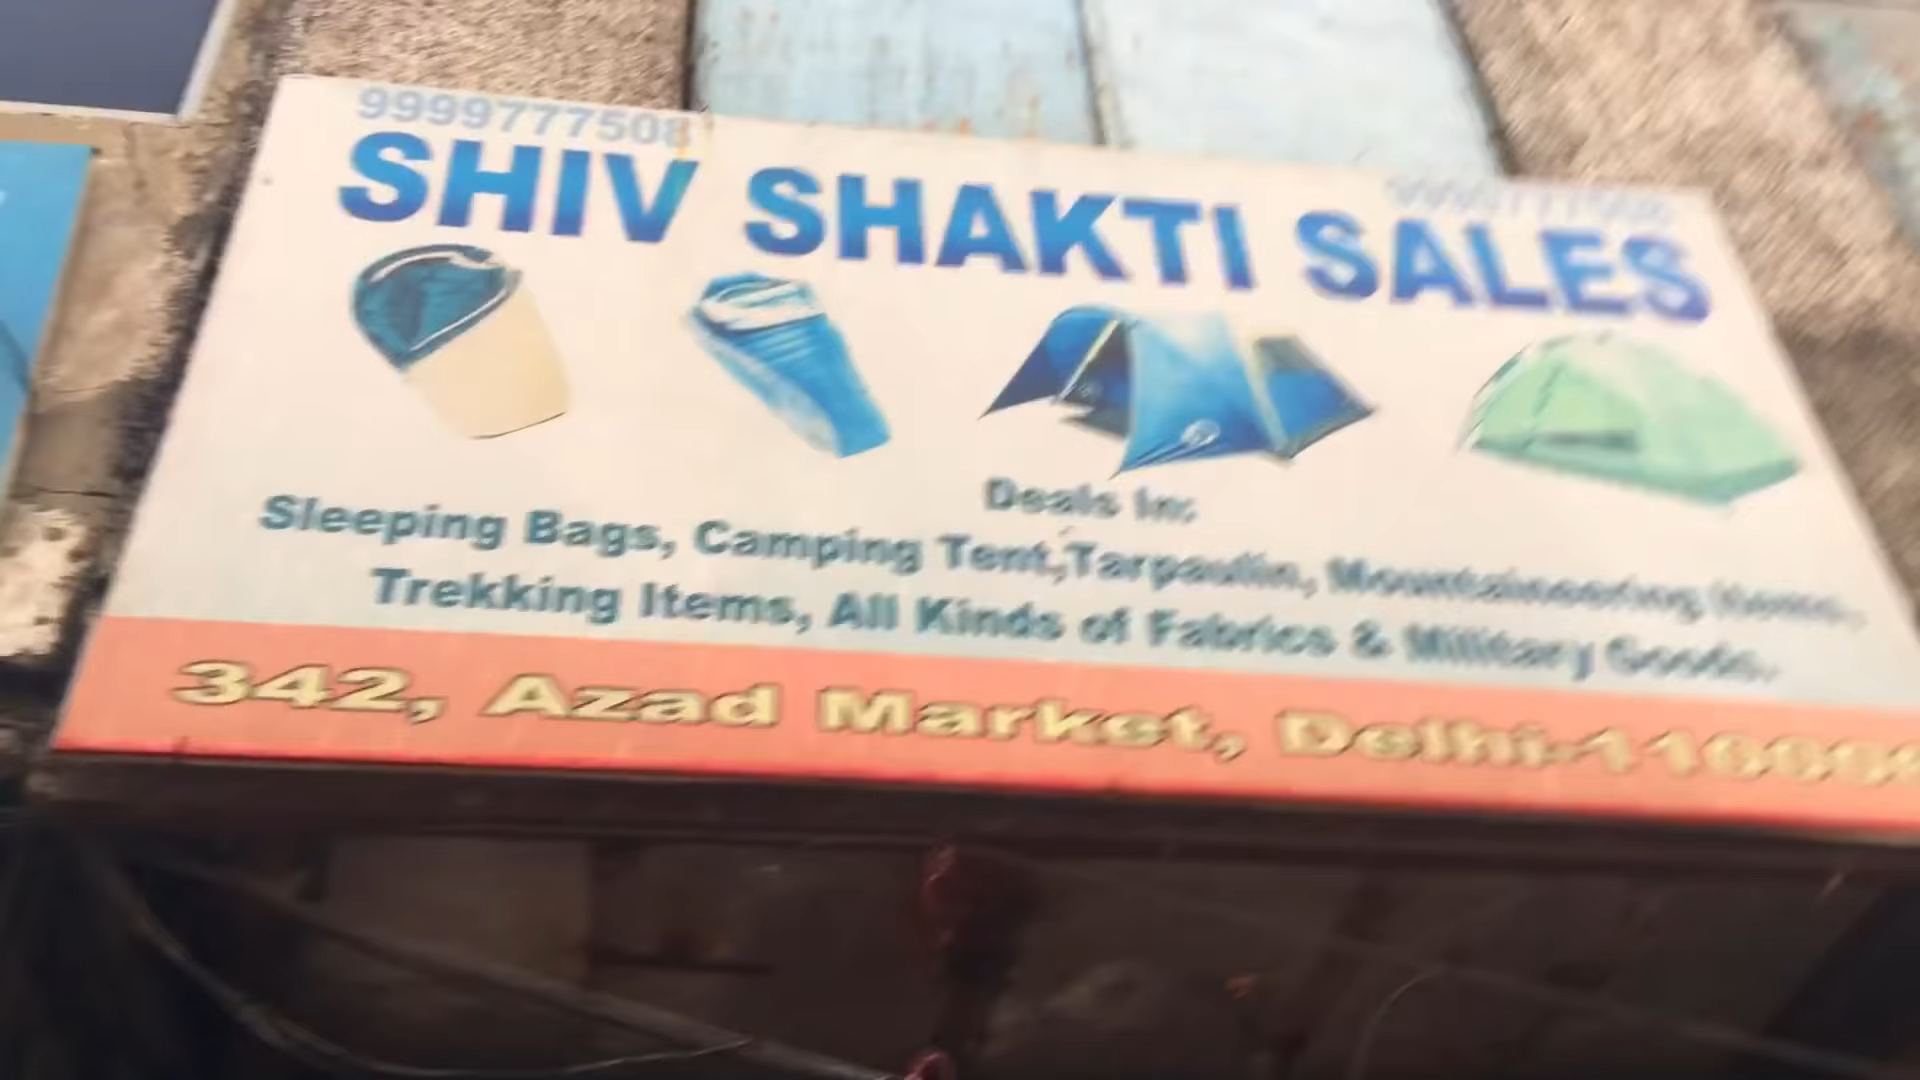 9999777508
SHIV SHAKTI SALES
Deals In:
Sleeping Bags, Camping Tent,Tarpaulin, Mountaineering Items,
Trekking Items, All Kinds of Fabrics & Military Goods.
342, Azad Market, Delhi-